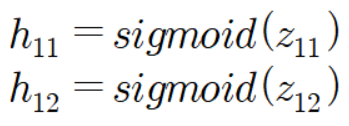 h₁₁ = sigmoid(z₁₁)
h₁₂ = sigmoid(z₁₂)